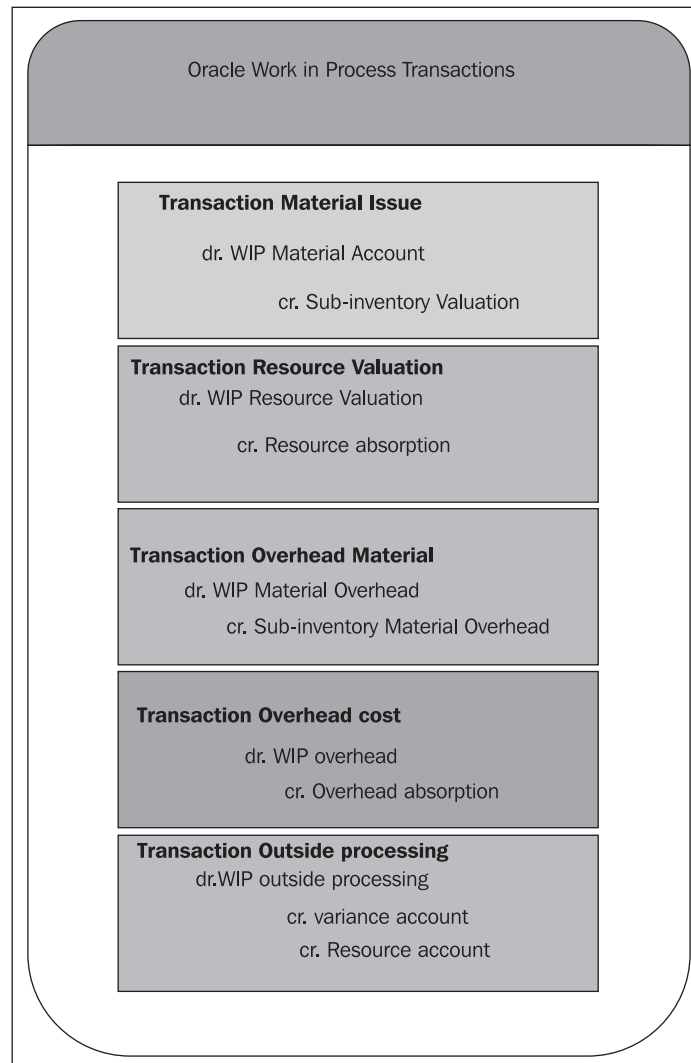 Oracle Work in Process Transactions
Transaction Material Issue
dr. WIP Material Account
cr. Sub-inventory Valuation
Transaction Resource Valuation
dr. WIP Resource Valuation
cr. Resource absorption
Transaction Overhead Material
dr. WIP Material Overhead
cr. Sub-inventory Material Overhead
Transaction Overhead cost
dr. WIP overhead
cr. Overhead absorption
Transaction Outside processing
dr.WIP outside processing
cr. variance account
cr. Resource account